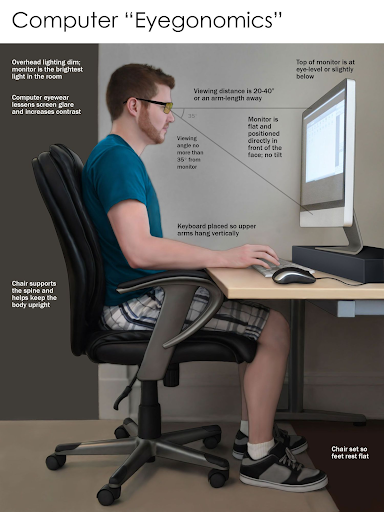 Computer “Eyegonomics”
Overhead lighting dim;
monitor is the brightest
light in the room
Computer eyewear
lessens screen glare
and increases contrast
Viewing distance is 20-40"
or an arm-length away
Top of monitor is at
eye-level or slightly
below
35°
Viewing
angle no
more than
35° from
monitor
Monitor is
flat and
positioned
directly in
front of the
face; no tilt
Keyboard placed so upper
arms hang vertically
Chair supports
the spine and
helps keep the
body upright
Chair set so
feet rest flat